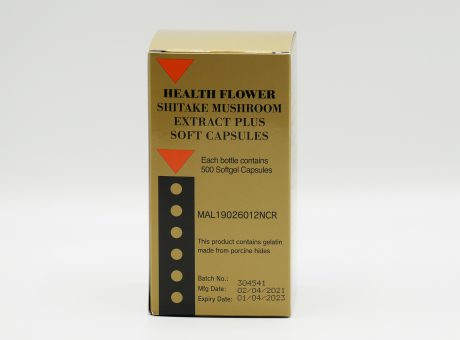 HEALTH FLOWER
SHITAKE MUSHROOM
EXTRACT PLUS
SOFT CAPSULES
Each bottle contains
500 Softgel Capsules
MAL19026012NCR
This product contains gelatin
made from porcine hides
Batch No.: 304541
Mfg Date: 02/04/2021
Expiry Date: 01/04/2023